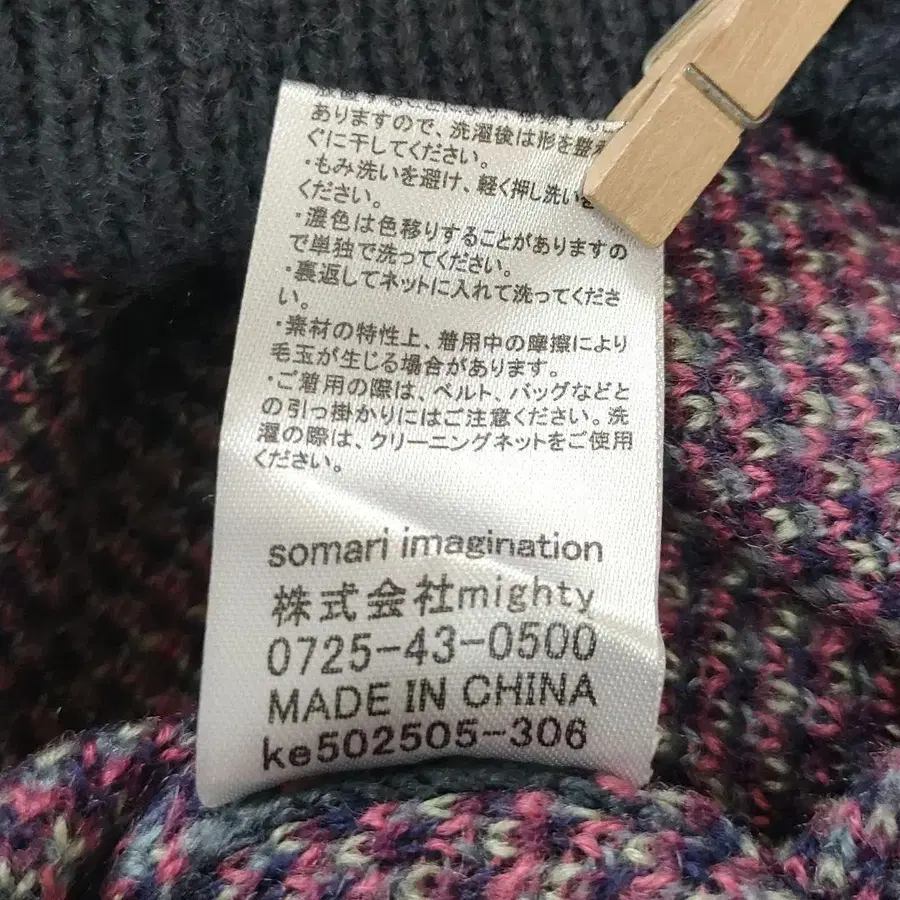 ありますので、洗濯後は形を整え
ぐに干してください。
・もみ洗いを避け、軽く押し洗いを
ください。
・濃色は色移りすることがありますの
で単独で洗ってください。
・裏返してネットに入れて洗ってくださ
い。
・素材の特性上、着用中の摩擦により
毛玉が生じる場合があります。
・ご着用の際は、ベルト、バッグなどと
の引っ掛かりにはご注意ください。洗
濯の際は、クリーニングネットをご使用
ください。
somari imagination
株式会社mighty
0725-43-0500
MADE IN CHINA
ke502505-306